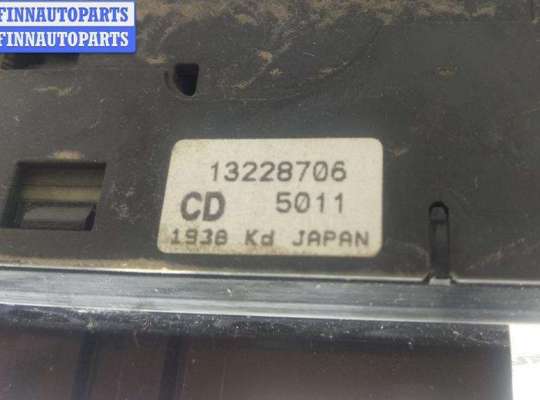 FINNAUTOPARTS
FINNAUTOPARTS
13228706
CD 5011
1938 Kd JAPAN